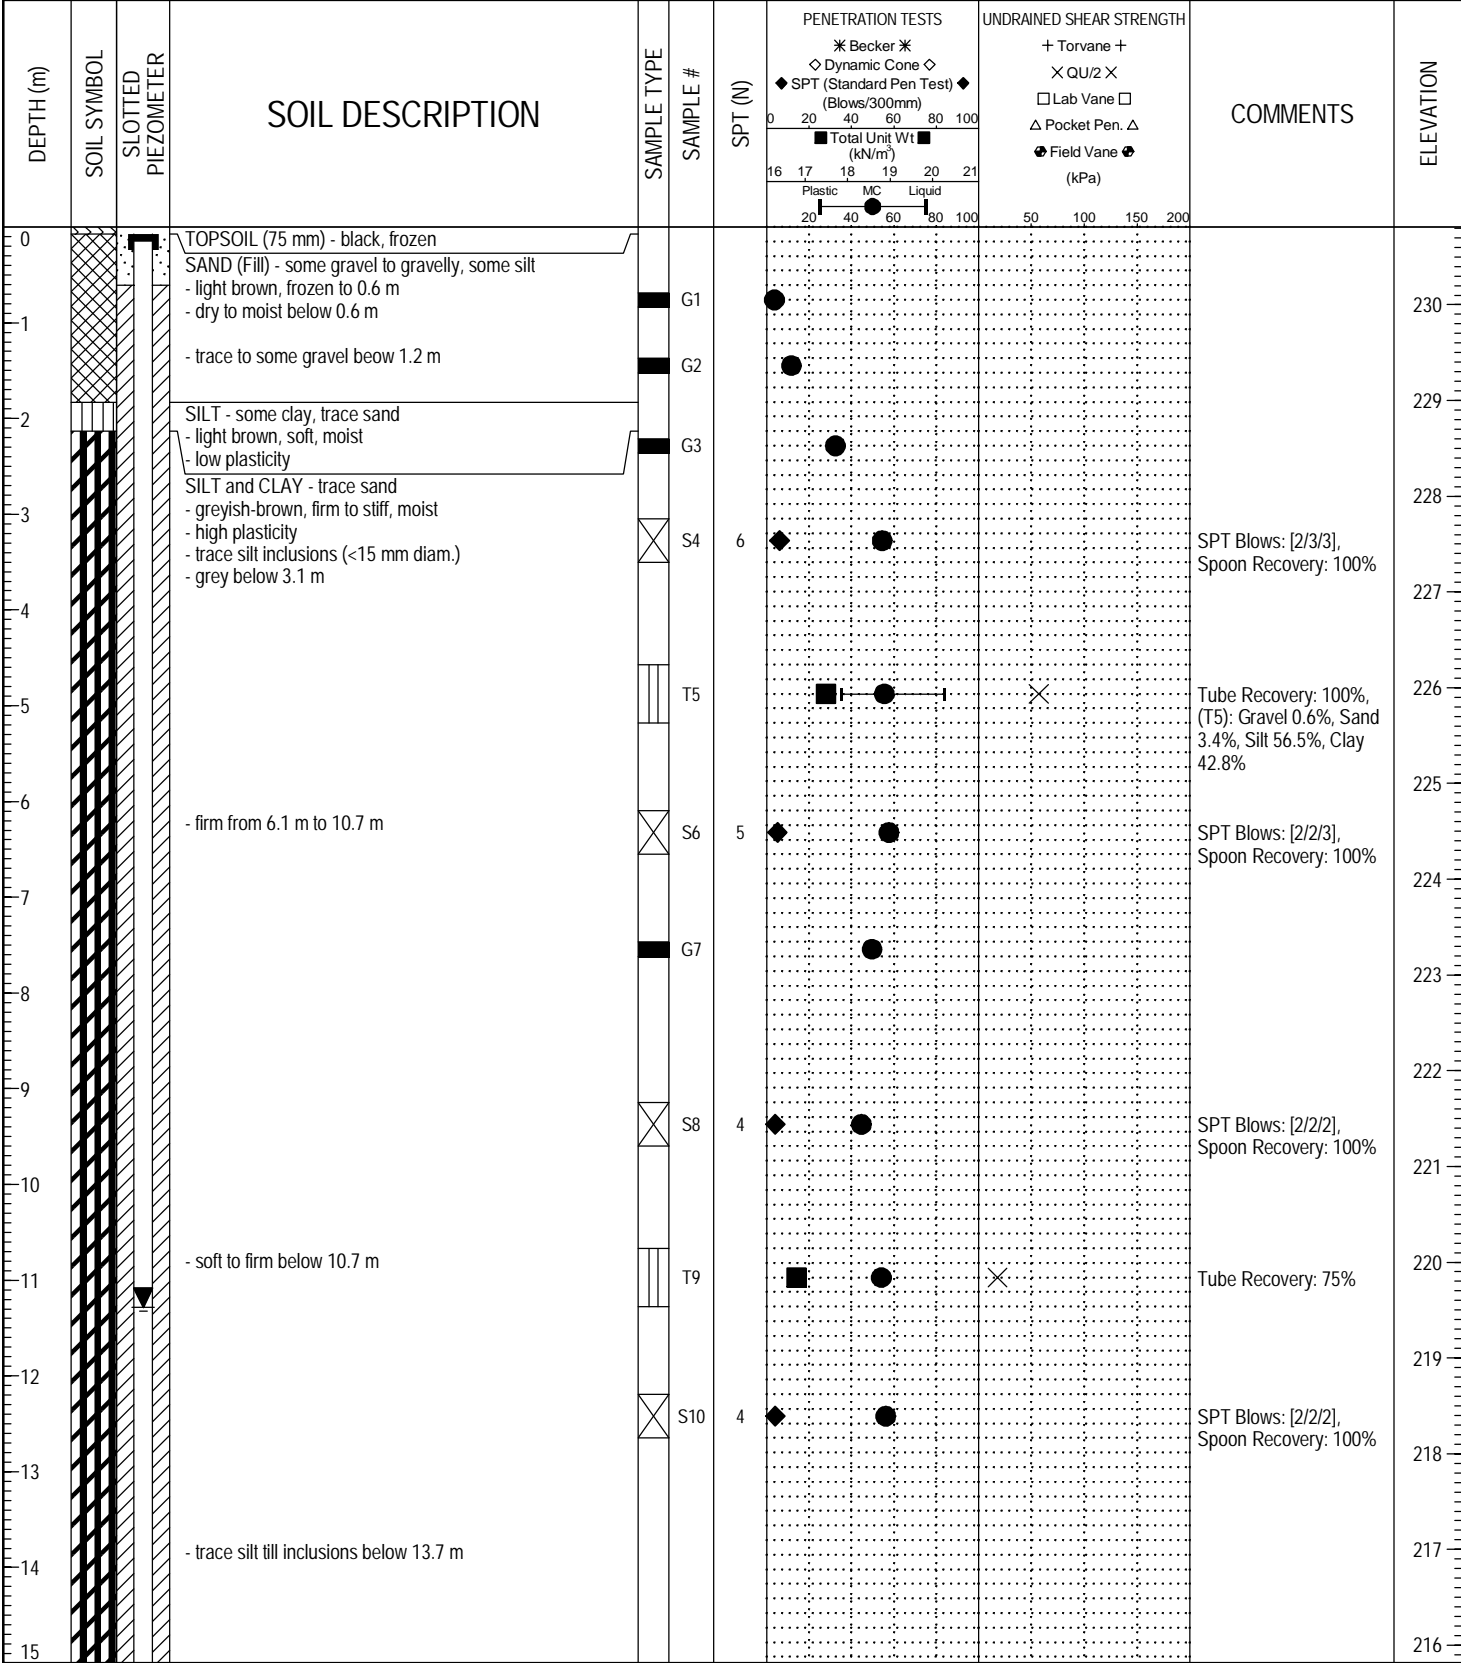 DEPTH (m)
SOIL SYMBOL
SLOTTED
PIEZOMETER
SOIL DESCRIPTION
SAMPLE TYPE
SAMPLE #
SPT (N)
PENETRATION TESTS
Becker
Dynamic Cone
SPT (Standard Pen Test)
(Blows/300mm)
0 20 40 60 80 100
Total Unit Wt
(kN/m³)
16 17 18 19 20 21
Plastic MC Liquid
20 40 60 80 100
UNDRAINED SHEAR STRENGTH
+ Torvane +
× QU/2 ×
□ Lab Vane □
△ Pocket Pen. △
Field Vane
(kPa)
50 100 150 200
COMMENTS
ELEVATION
0
TOPSOIL (75 mm) - black, frozen
SAND (Fill) - some gravel to gravelly, some silt
- light brown, frozen to 0.6 m
G1
230
- dry to moist below 0.6 m
1
- trace to some gravel beow 1.2 m
G2
229
2
SILT - some clay, trace sand
- light brown, soft, moist
G3
- low plasticity
SILT and CLAY - trace sand
228
- greyish-brown, firm to stiff, moist
3
- high plasticity
S4
6
SPT Blows: [2/3/3],
- trace silt inclusions (<15 mm diam.)
Spoon Recovery: 100%
- grey below 3.1 m
227
4
T5
Tube Recovery: 100%,
226
5
(T5): Gravel 0.6%, Sand
3.4%, Silt 56.5%, Clay
42.8%
225
6
- firm from 6.1 m to 10.7 m
S6
5
SPT Blows: [2/2/3],
Spoon Recovery: 100%
224
7
G7
223
8
222
9
S8
4
SPT Blows: [2/2/2],
Spoon Recovery: 100%
221
10
- soft to firm below 10.7 m
220
T9
Tube Recovery: 75%
11
219
12
S10
4
SPT Blows: [2/2/2],
Spoon Recovery: 100%
218
13
- trace silt till inclusions below 13.7 m
217
14
216
15